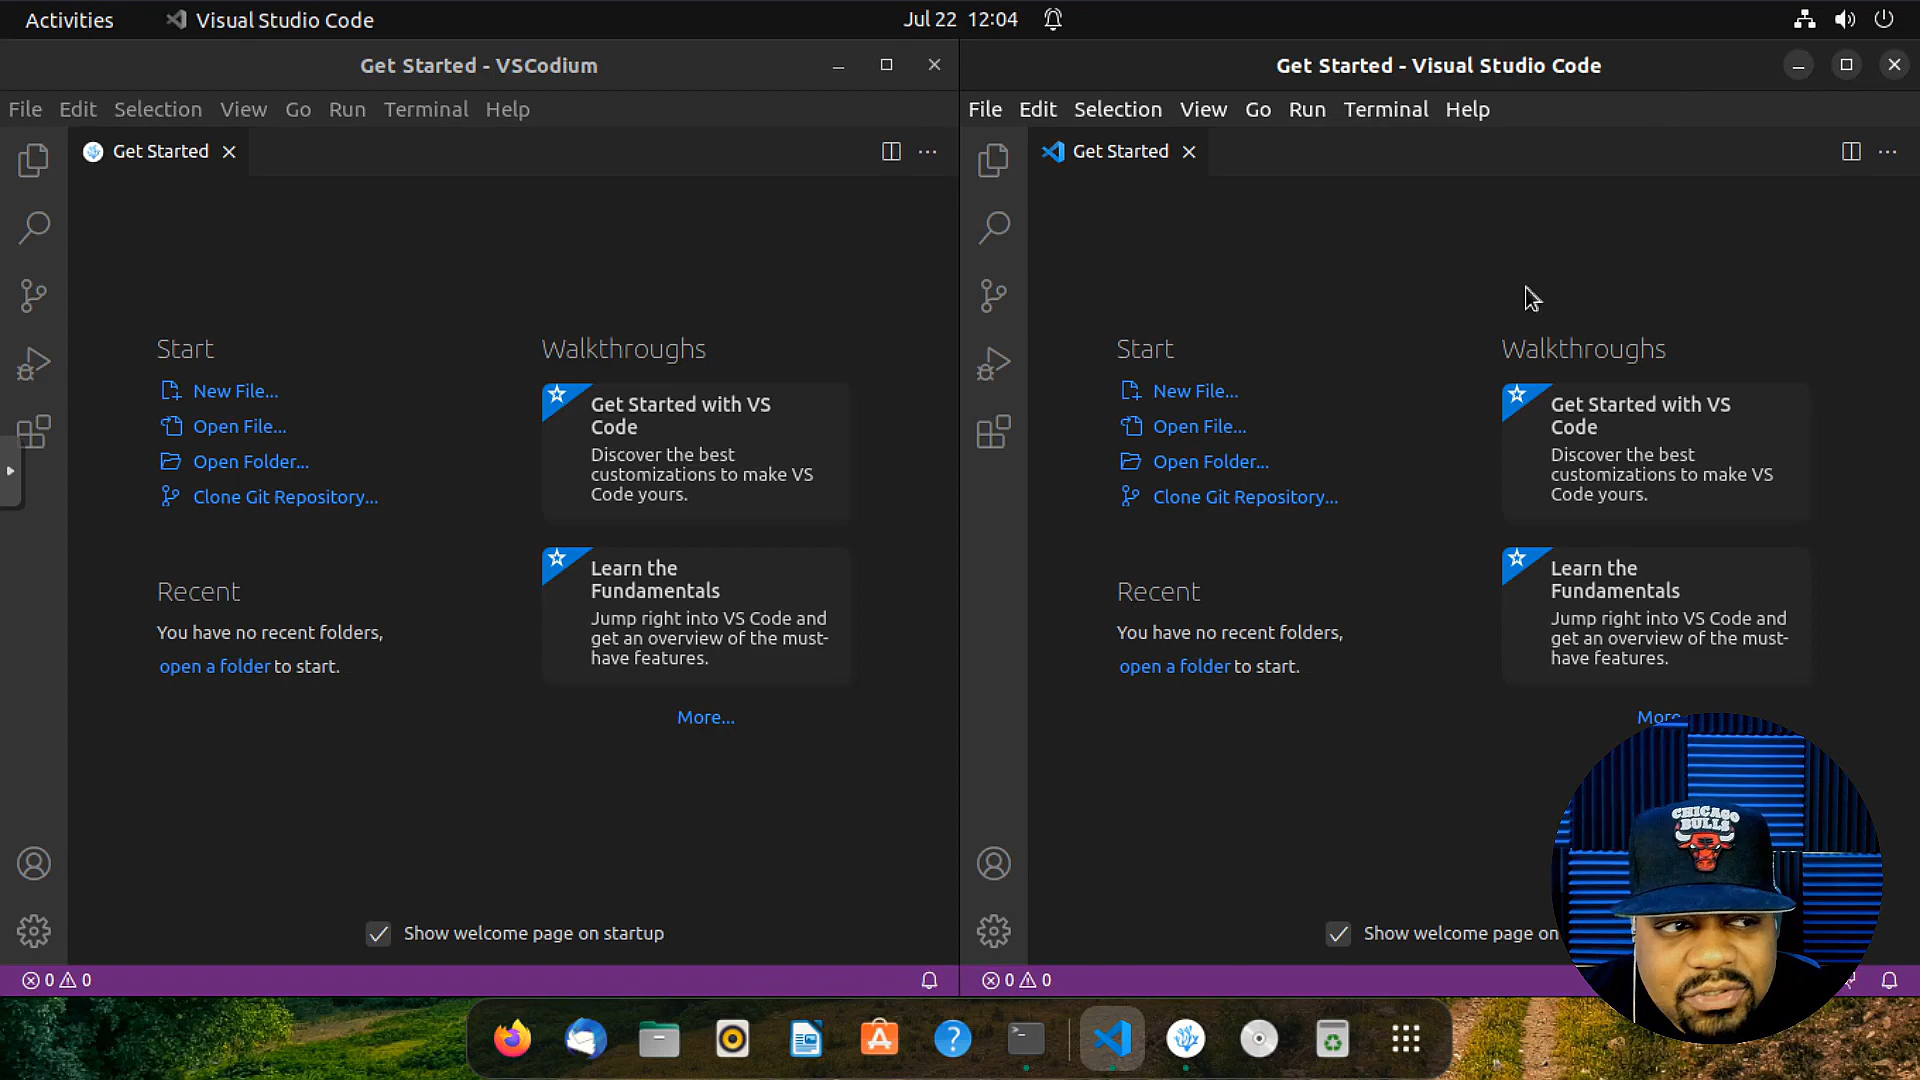 Activities
Visual Studio Code
Jul 22 12:04
Get Started - VSCodium
File Edit Selection View Go Run Terminal Help
Get Started
Start
New File...
Open File...
Open Folder...
Clone Git Repository...
Recent
You have no recent folders,
open a folder to start.
Walkthroughs
Get Started with VS
Code
Discover the best
customizations to make VS
Code yours.
Learn the
Fundamentals
Jump right into VS Code and
get an overview of the must-
have features.
More...
Show welcome page on startup
0 0
Get Started - Visual Studio Code
File Edit Selection View Go Run Terminal Help
Get Started
Start
New File...
Open File...
Open Folder...
Clone Git Repository...
Recent
You have no recent folders,
open a folder to start.
Walkthroughs
Get Started with VS
Code
Discover the best
customizations to make VS
Code yours.
Learn the
Fundamentals
Jump right into VS Code and
get an overview of the must-
have features.
More
Show welcome page on
0 0
CHICAGO
BULLS